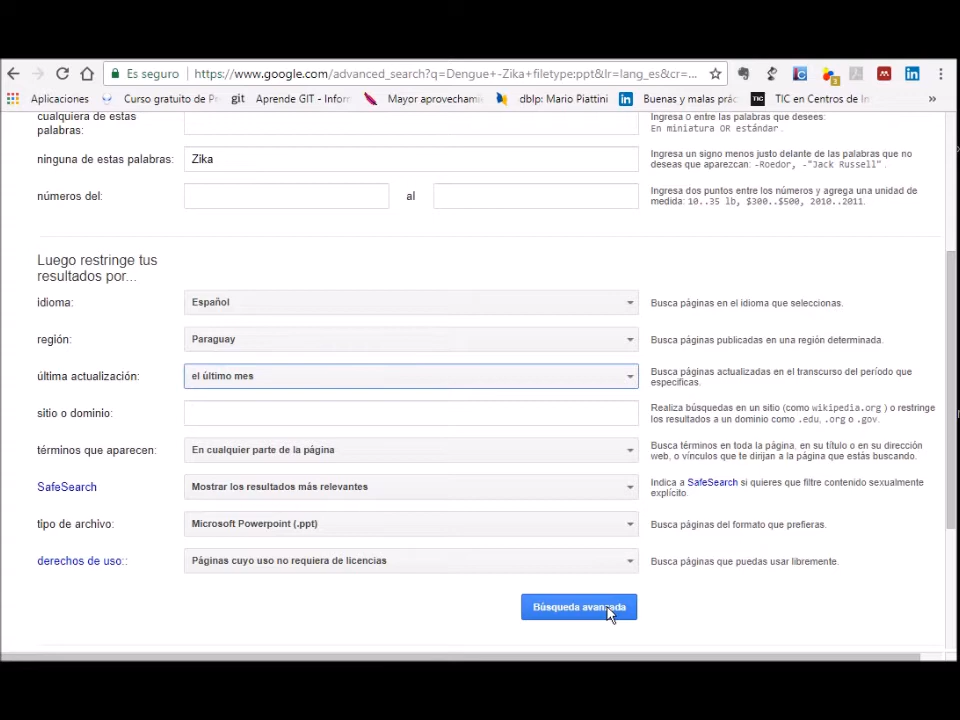 Es seguro https://www.google.com/advanced_search?q=Dengue+-Zika+filetype:ppt&lr=lang_es&cr=...
Aplicaciones Curso gratuito de Pr git Aprende GIT - Inform Mayor aprovechamie dblp: Mario Piattini Buenas y malas prác TIC TIC en Centros de In »
cualquiera de estas
palabras:
Ingresa O entre las palabras que desees:
En miniatura OR estándar.
ninguna de estas palabras: Zika
Ingresa un signo menos justo delante de las palabras que no
deseas que aparezcan: -Roedor, -"Jack Russell".
números del: al
Ingresa dos puntos entre los números y agrega una unidad de
medida: 10..35 lb, $300..$500, 2010..2011.
Luego restringe tus
resultados por...
idioma: Español Busca páginas en el idioma que seleccionas.
región: Paraguay Busca páginas publicadas en una región determinada.
última actualización: el último mes
Busca páginas actualizadas en el transcurso del período que
especificas.
sitio o dominio:
Realiza búsquedas en un sitio (como wikipedia.org ) o restringe
los resultados a un dominio como .edu, .org o .gov.
términos que aparecen: En cualquier parte de la página
Busca términos en toda la página, en su título o en su dirección
web, o vínculos que te dirijan a la página que estás buscando.
SafeSearch Mostrar los resultados más relevantes
Indica a SafeSearch si quieres que filtre contenido sexualmente
explícito.
tipo de archivo: Microsoft Powerpoint (.ppt) Busca páginas del formato que prefieras.
derechos de uso:: Páginas cuyo uso no requiera de licencias Busca páginas que puedas usar libremente.
Búsqueda avanzada